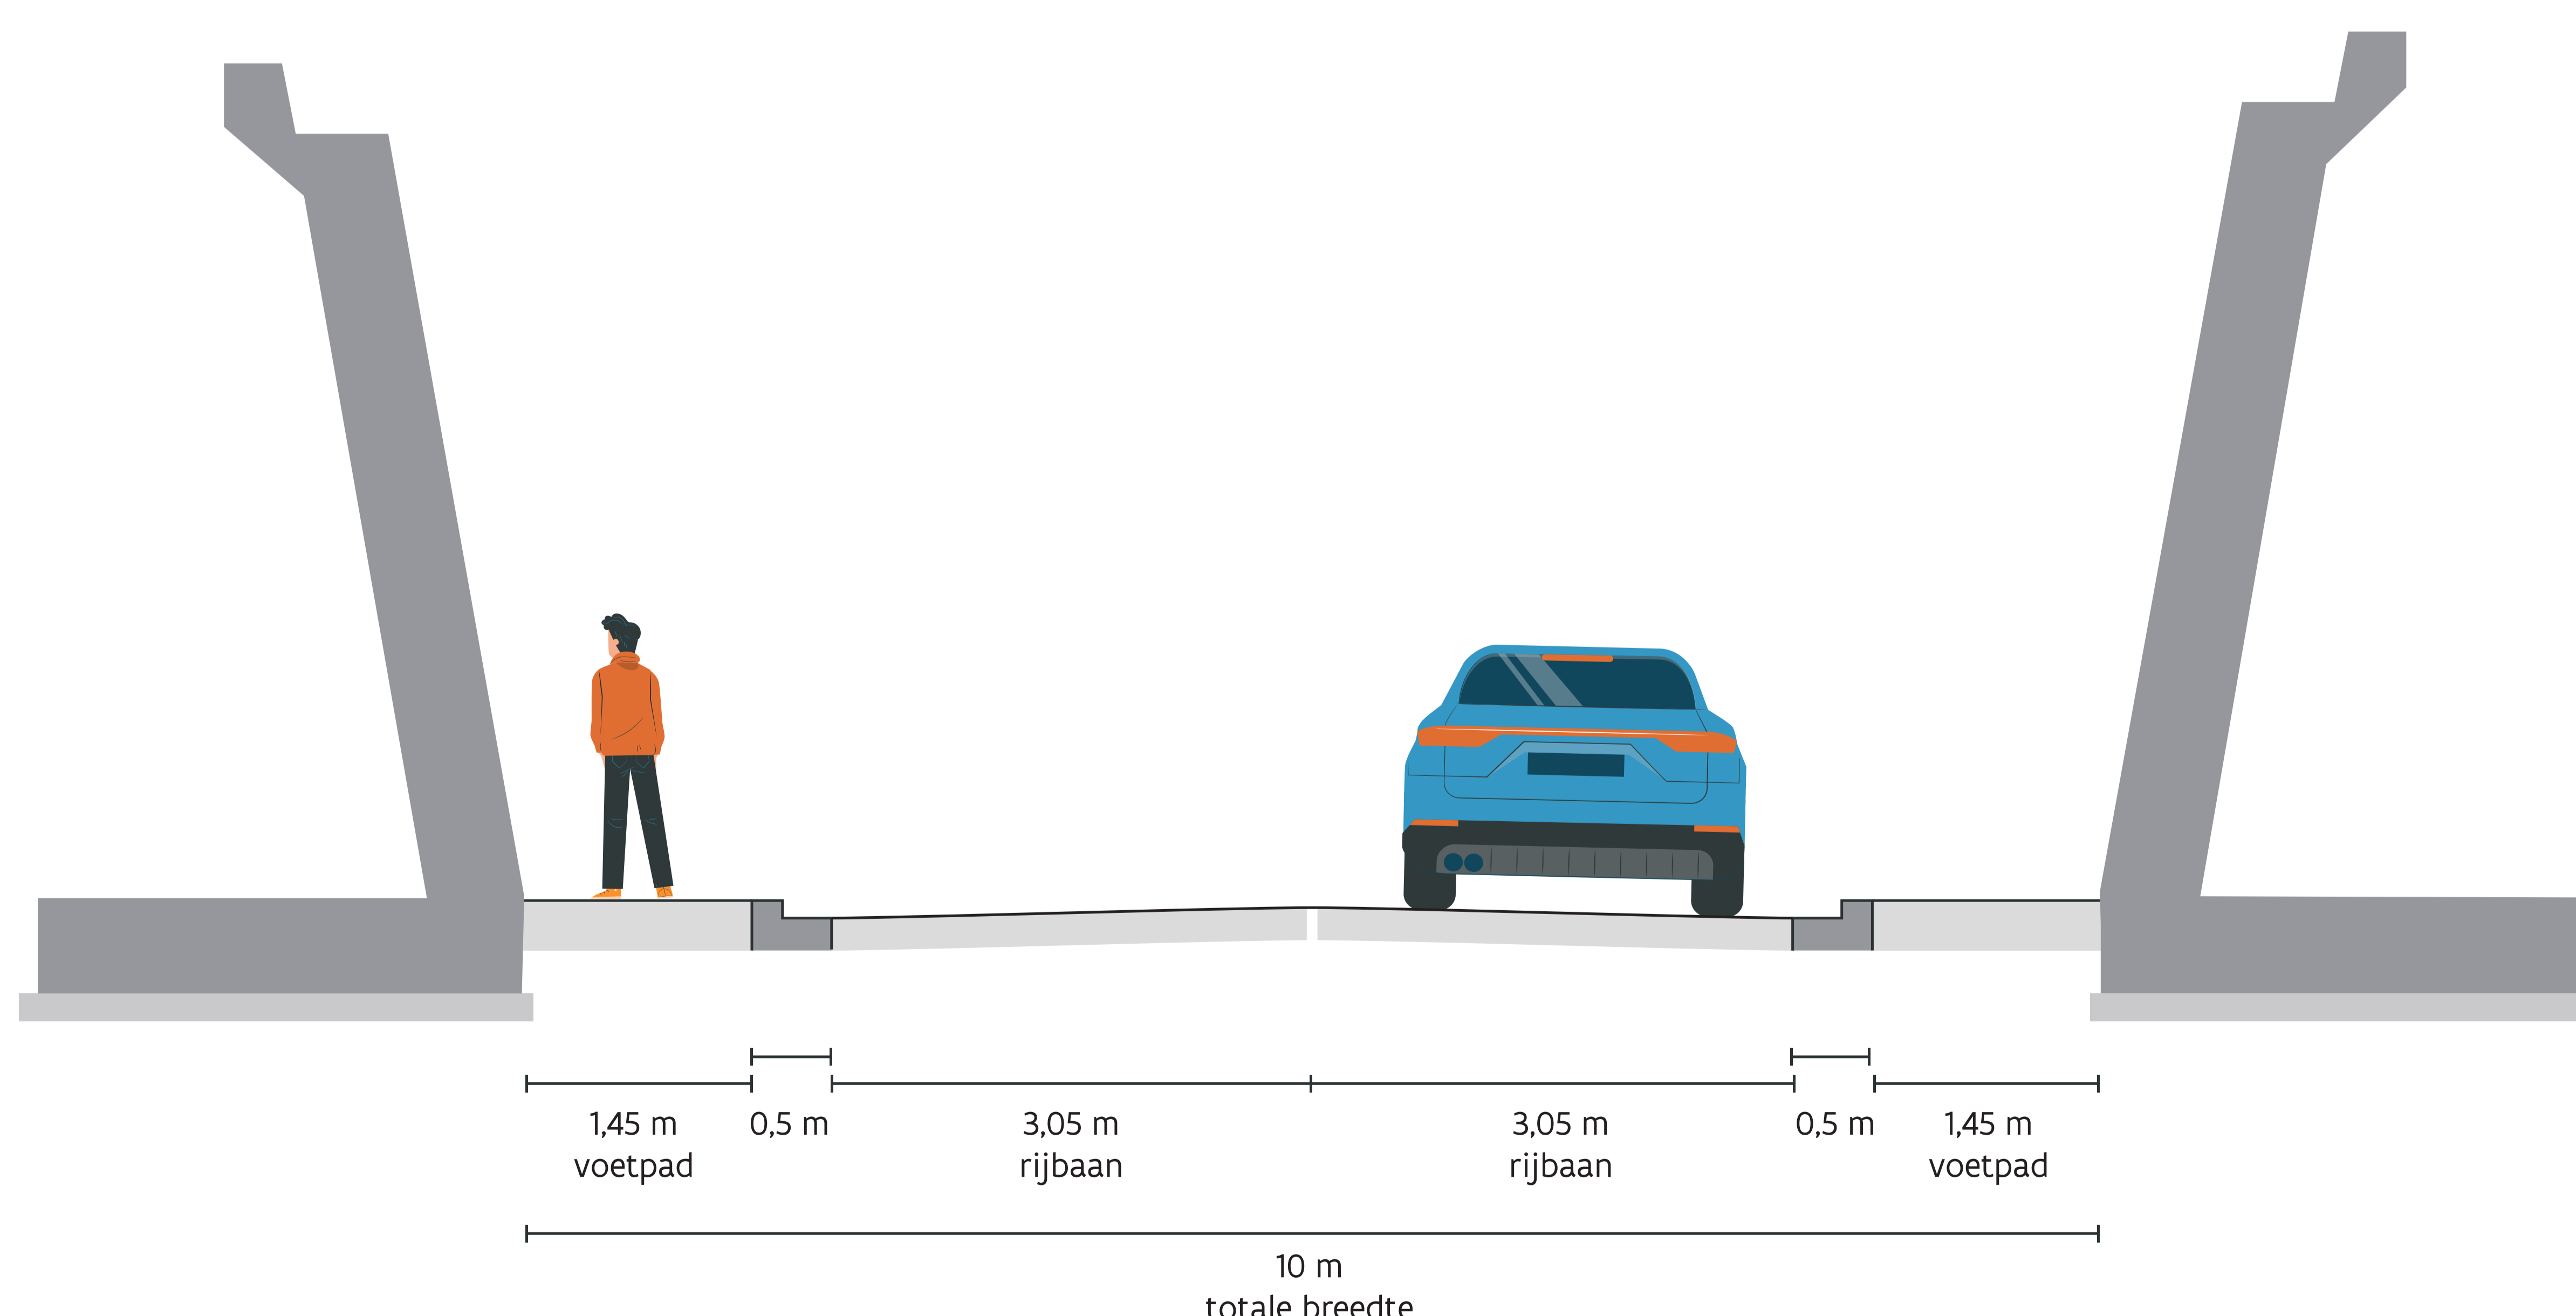 1,45 m
voetpad
0,5 m
3,05 m
rijbaan
3,05 m
rijbaan
0,5 m
1,45 m
voetpad
10 m
totale breedte